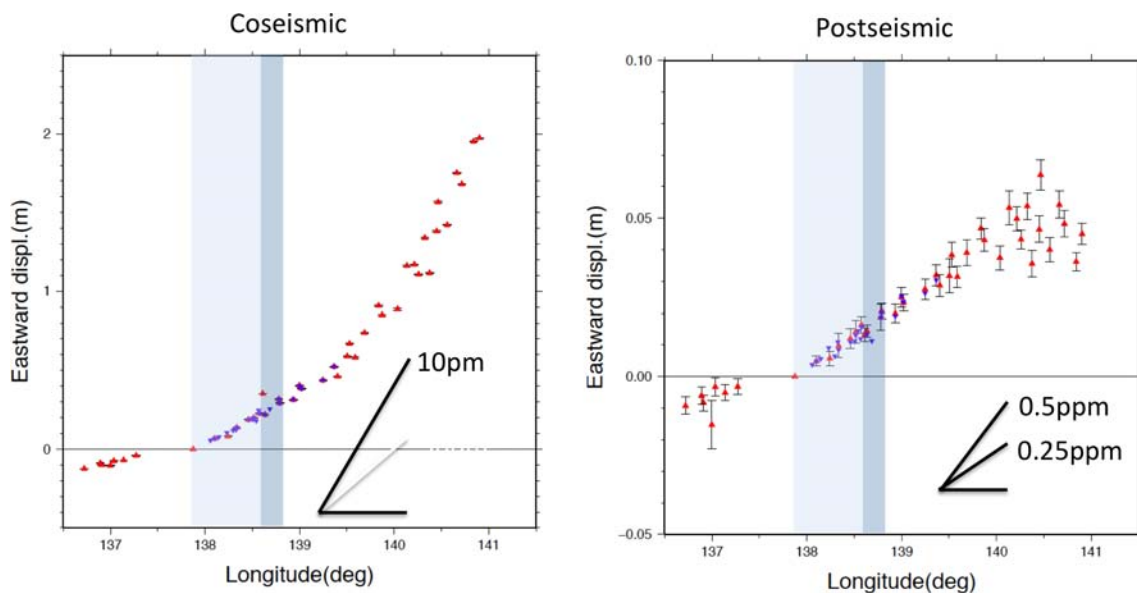 Coseismic
Eastward displ.(m)
2
1
0
10pm
137 138 139 140 141
Longitude(deg)
Postseismic
Eastward displ.(m)
0.10
0.05
0.00
0.5ppm
0.25ppm
−0.05
137 138 139 140 141
Longitude(deg)